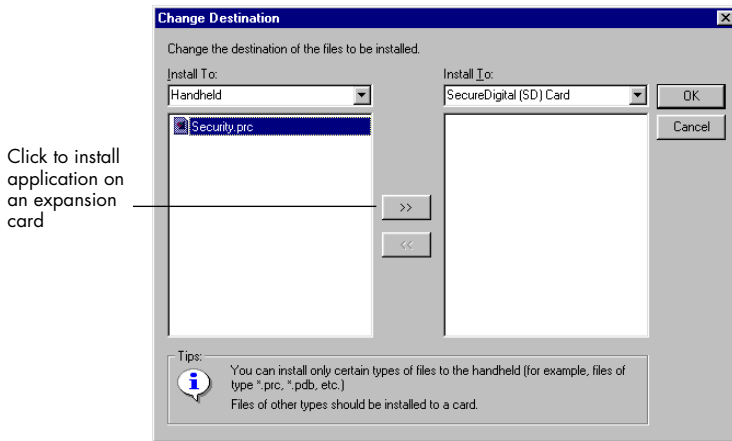 Change Destination
Change the destination of the files to be installed.
Install To:
Install To:
Handheld
SecureDigital (SD) Card
OK
Cancel
Security.prc
Click to install
application on
an expansion
card
>>
<<
Tips:
You can install only certain types of files to the handheld (for example, files of
type *.prc, *.pdb, etc.)
Files of other types should be installed to a card.